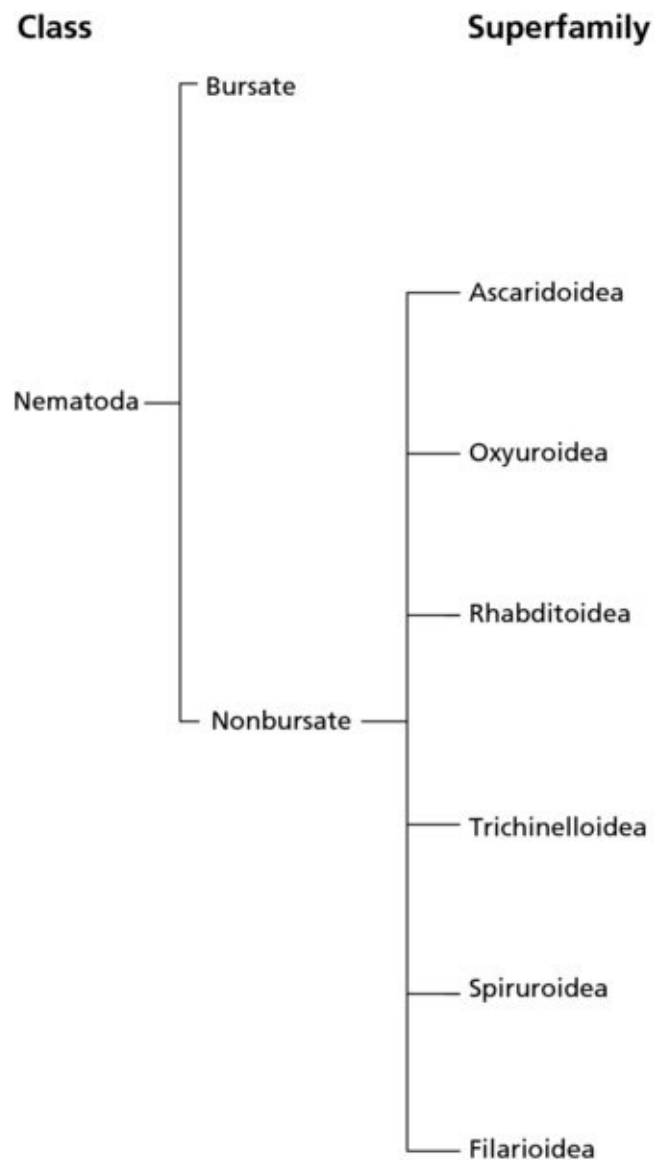 Class Superfamily
Bursate
Ascaridoidea
Nematoda
Oxyuroidea
Rhabditoidea
Nonbursate
Trichinelloidea
Spiruroidea
Filarioidea